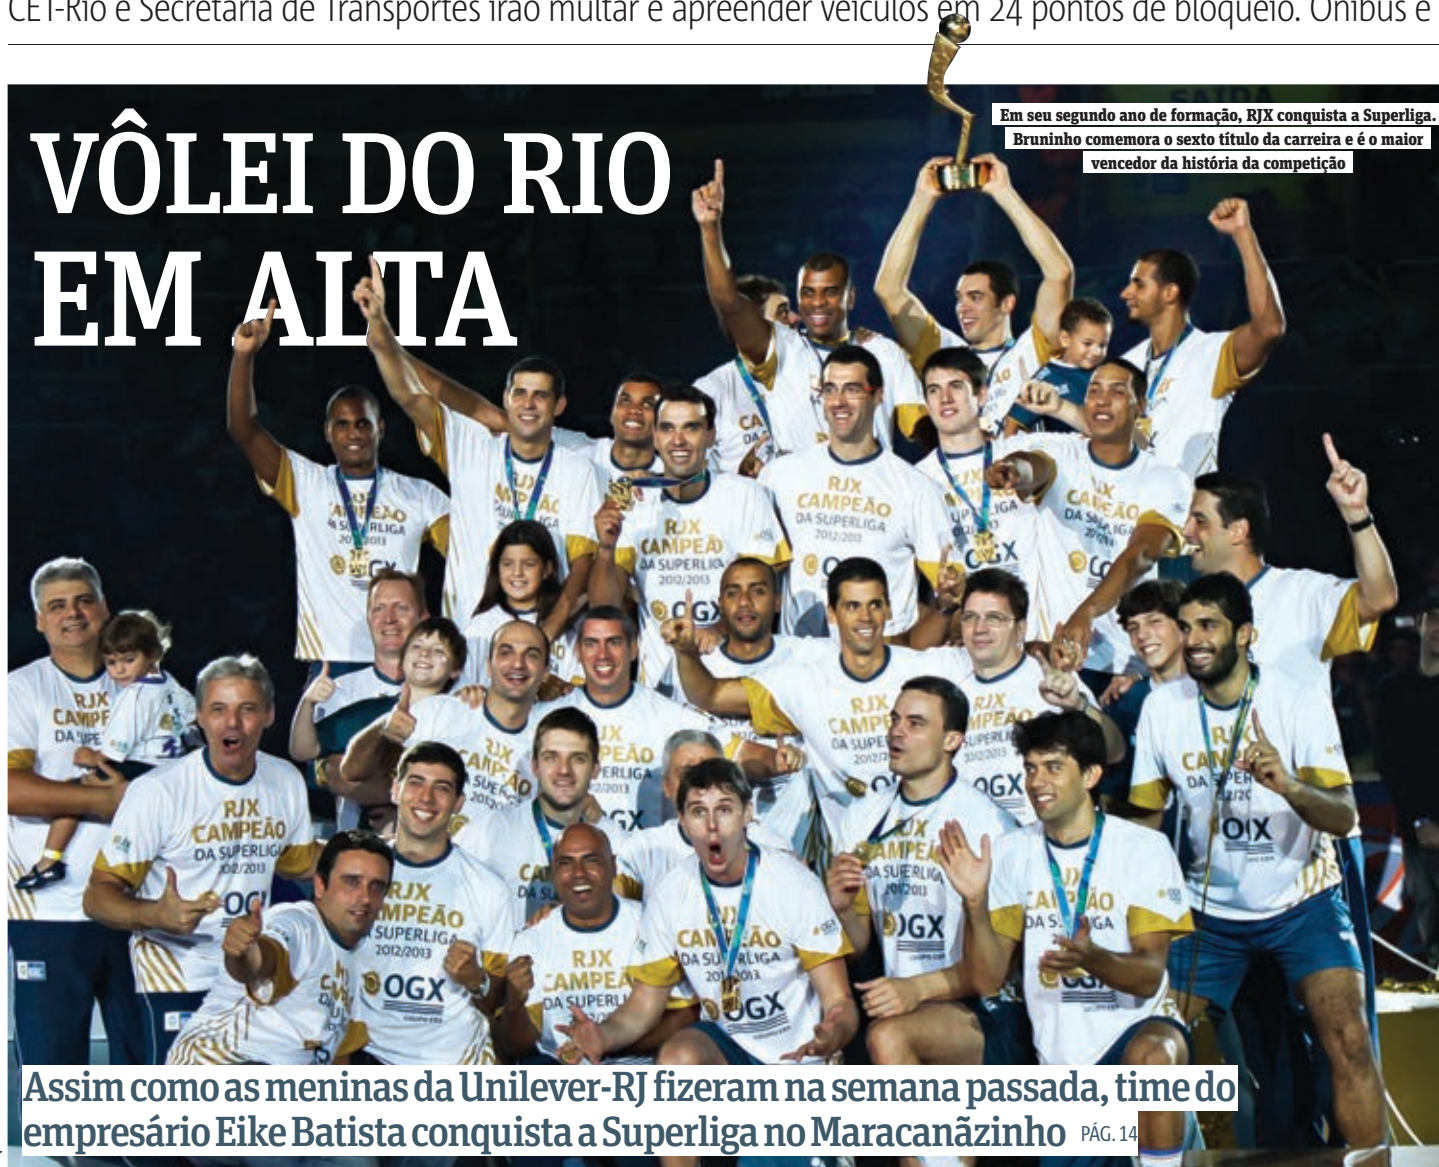 CET-Rio e Secretaria de Transportes irão multar e apreender veículos em 24 pontos de bloqueio. Ônibus e
VÔLEI DO RIO
EM ALTA
SAÍDA
Em seu segundo ano de formação, RJX conquista a Superliga.
Bruninho comemora o sexto título da carreira e é o maior
vencedor da história da competição
RJX
CAMPEÃO
DA SUPERLIGA
2012/2013
OGX
Assim como as meninas da Unilever-RJ fizeram na semana passada, time do
empresário Eike Batista conquista a Superliga no Maracanãzinho PÁG. 14